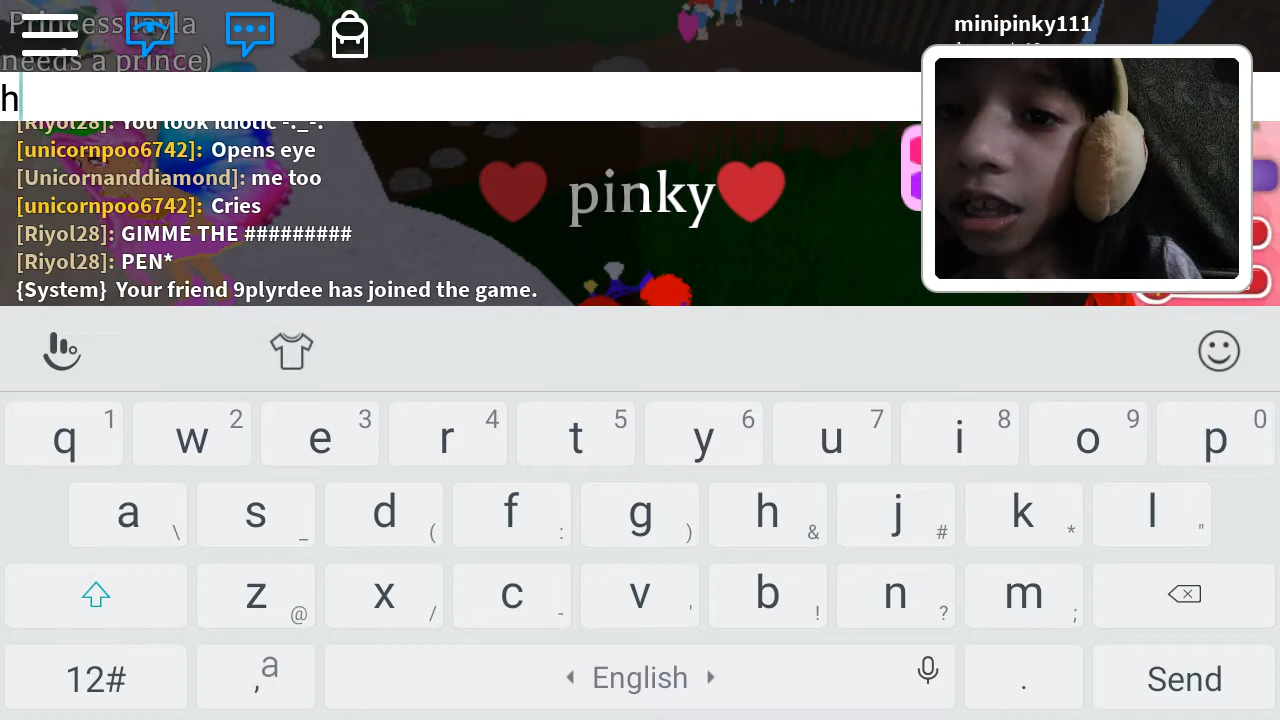 Princess layla
needs a prince)
minipinky111
h
[Riyol28]: You look idiotic -._-.
[unicornpoo6742]: Opens eye
[Unicornanddiamond]: me too
[unicornpoo6742]: Cries
[Riyol28]: GIMME THE #########
[Riyol28]: PEN*
{System} Your friend 9plyrdee has joined the game.
pinky
q 1 w 2 e 3 r 4 t 5 y 6 u 7 i 8 o 9 p 0
a \ s _ d ( f : g ) h & j # k * l "
z @ x / c - v ' b ! n ? m ;
12# , a English . Send